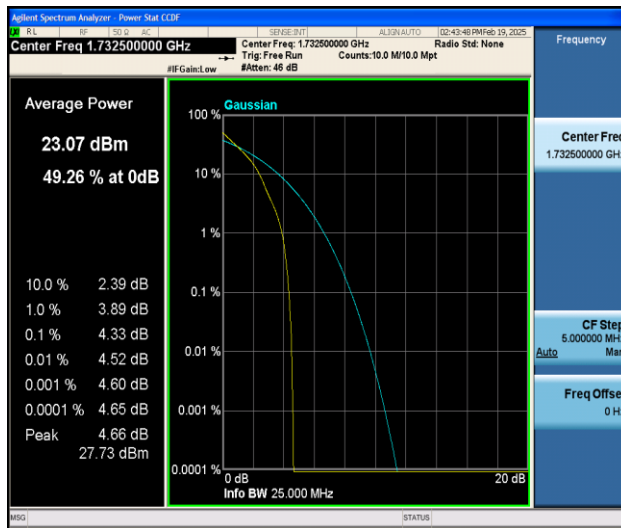 Agilent Spectrum Analyzer - Power Stat CCDF
RL RF 50 Ω AC SENSE:INT ALIGN AUTO 02:43:48 PM Feb 19, 2025
Center Freq 1.732500000 GHz
Center Freq: 1.732500000 GHz Radio Std: None
Trig: Free Run Counts:10.0 M/10.0 Mpt
#IFGain:Low #Atten: 46 dB
Frequency
Average Power
23.07 dBm
49.26 % at 0dB
10.0 % 2.39 dB
1.0 % 3.89 dB
0.1 % 4.33 dB
0.01 % 4.52 dB
0.001 % 4.60 dB
0.0001 % 4.65 dB
Peak 4.66 dB
27.73 dBm
Gaussian
100 %
10 %
1 %
0.1 %
0.01 %
0.001 %
0.0001 %
0 dB 20 dB
Info BW 25.000 MHz
Center Freq
1.732500000 GHz
CF Step
5.000000 MHz
Auto Man
Freq Offset
0 Hz
MSG STATUS